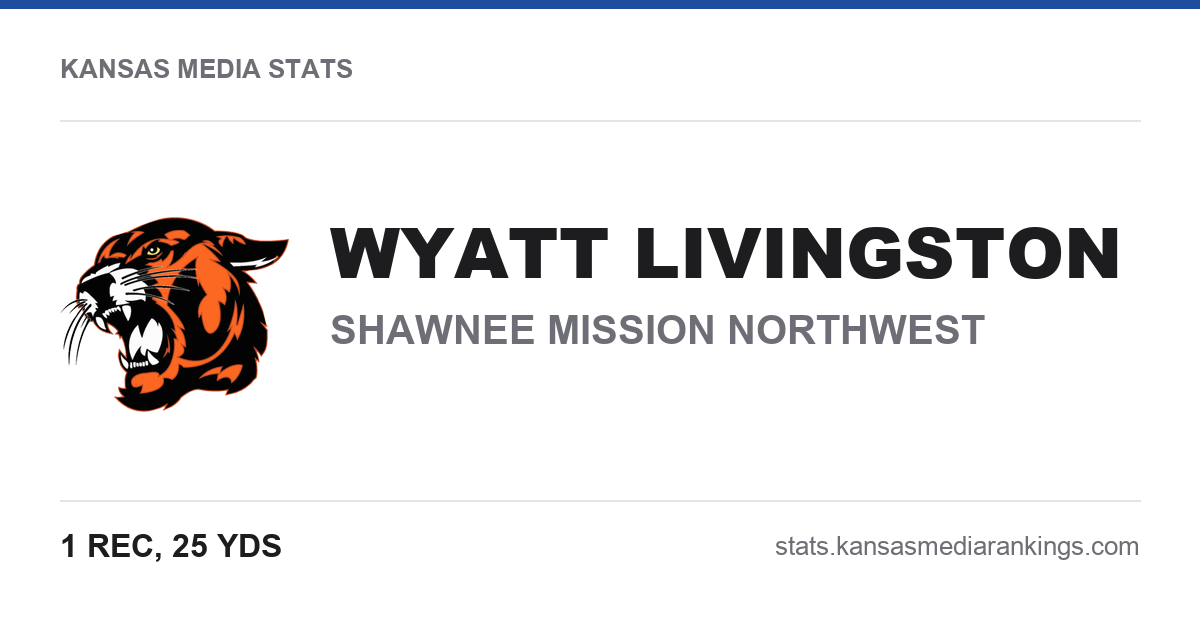 KANSAS MEDIA STATS
WYATT LIVINGSTON
SHAWNEE MISSION NORTHWEST
1 REC, 25 YDS
stats.kansasmediarankings.com